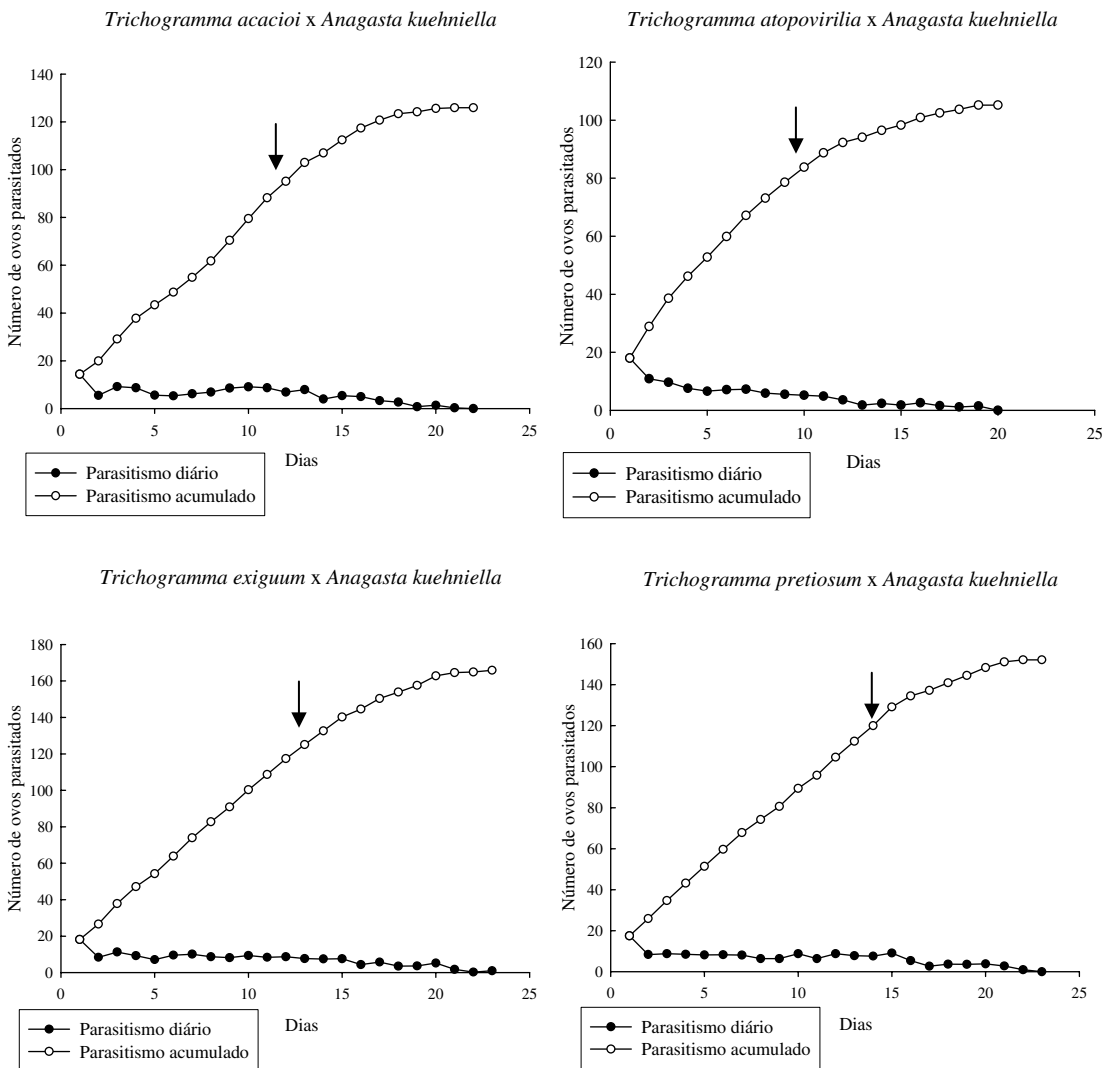 Trichogramma acacioi x Anagasta kuehniella
Número de ovos parasitados
140
120
100
80
60
40
20
0
0 5 10 15 20 25
Dias
Parasitismo diário
Parasitismo acumulado
Trichogramma atopovirilia x Anagasta kuehniella
Número de ovos parasitados
120
100
80
60
40
20
0
0 5 10 15 20 25
Dias
Parasitismo diário
Parasitismo acumulado
Trichogramma exiguum x Anagasta kuehniella
Número de ovos parasitados
180
160
140
120
100
80
60
40
20
0
0 5 10 15 20 25
Dias
Parasitismo diário
Parasitismo acumulado
Trichogramma pretiosum x Anagasta kuehniella
Número de ovos parasitados
160
140
120
100
80
60
40
20
0
0 5 10 15 20 25
Dias
Parasitismo diário
Parasitismo acumulado